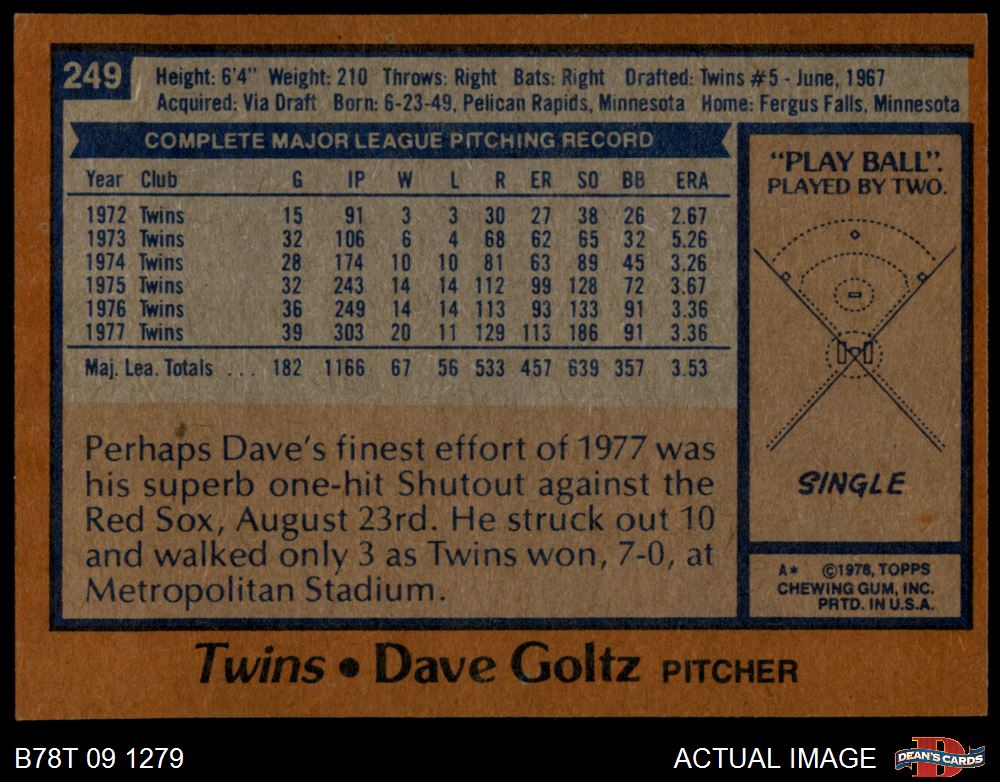 249
Height: 6'4" Weight: 210 Throws: Right Bats: Right Drafted: Twins #5 - June, 1967
Acquired: Via Draft Born: 6-23-49, Pelican Rapids, Minnesota Home: Fergus Falls, Minnesota
COMPLETE MAJOR LEAGUE PITCHING RECORD
Year Club G IP W L R ER SO BB ERA
1972 Twins 15 91 3 3 30 27 38 26 2.67
1973 Twins 32 106 6 4 68 62 65 32 5.26
1974 Twins 28 174 10 10 81 63 89 45 3.26
1975 Twins 32 243 14 14 112 99 128 72 3.67
1976 Twins 36 249 14 14 113 93 133 91 3.36
1977 Twins 39 303 20 11 129 113 186 91 3.36
Maj. Lea. Totals ... 182 1166 67 56 533 457 639 357 3.53
Perhaps Dave's finest effort of 1977 was
his superb one-hit Shutout against the
Red Sox, August 23rd. He struck out 10
and walked only 3 as Twins won, 7-0, at
Metropolitan Stadium.
"PLAY BALL".
PLAYED BY TWO.
SINGLE
A* ©1978, TOPPS
CHEWING GUM, INC.
PRTD. IN U.S.A.
Twins • Dave Goltz PITCHER
B78T 09 1279
ACTUAL IMAGE
D
DEAN'S CARDS